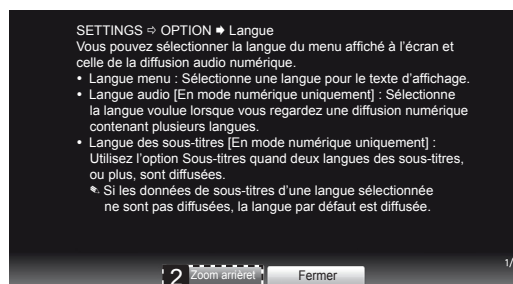 SETTINGS ⇨ OPTION ➧ Langue
Vous pouvez sélectionner la langue du menu affiché à l'écran et
celle de la diffusion audio numérique.
• Langue menu : Sélectionne une langue pour le texte d'affichage.
• Langue audio [En mode numérique uniquement] : Sélectionne
la langue voulue lorsque vous regardez une diffusion numérique
contenant plusieurs langues.
• Langue des sous-titres [En mode numérique uniquement] :
Utilisez l'option Sous-titres quand deux langues des sous-titres,
ou plus, sont diffusées.
✎ Si les données de sous-titres d'une langue sélectionnée
ne sont pas diffusées, la langue par défaut est diffusée.
1/
2 Zoom arrièret Fermer